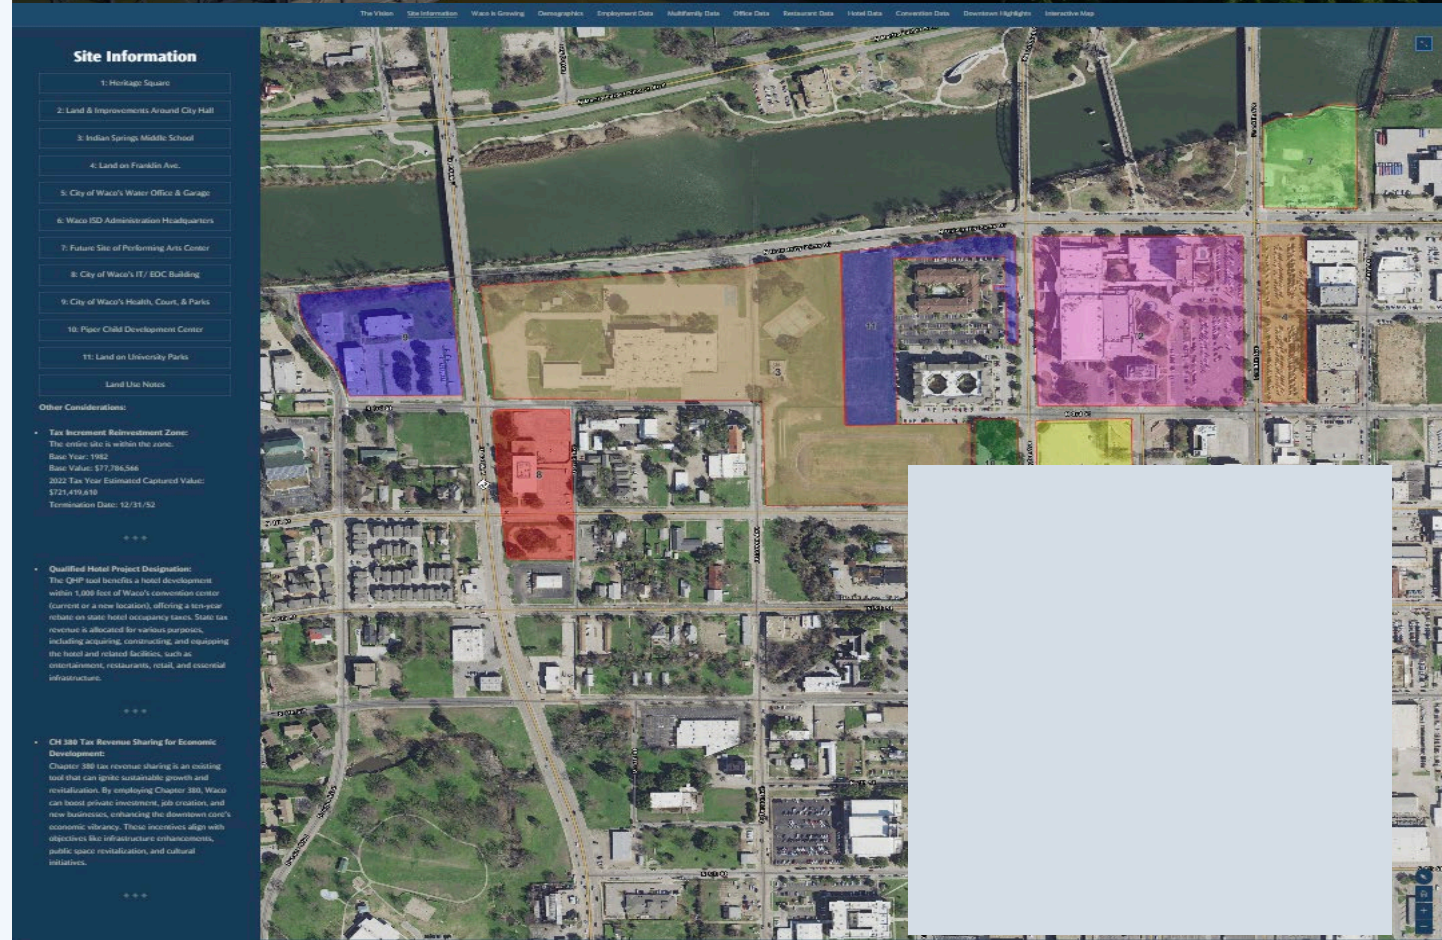 The Vision Site Information Waco is Growing Demographics Employment Data Multifamily Data Office Data Restaurant Data Hotel Data Convention Data Downtown Highlights Interactive Map
Site Information
1: Heritage Square
2: Land & Improvements Around City Hall
3: Indian Springs Middle School
4: Land on Franklin Ave.
5: City of Waco's Water Office & Garage
6: Waco ISD Administration Headquarters
7: Future Site of Performing Arts Center
8: City of Waco's IT/ EOC Building
9: City of Waco's Health, Court, & Parks
10: Piper Child Development Center
11: Land on University Parks
Land Use Notes
Other Considerations:
• Tax Increment Reinvestment Zone:
The entire site is within the zone.
Base Year: 1982
Base Value: $77,786,566
2022 Tax Year Estimated Captured Value:
$721,419,610
Termination Date: 12/31/52
• Qualified Hotel Project Designation:
The QHP tool benefits a hotel development
within 1,000 feet of Waco's convention center
(current or a new location), offering a ten-year
rebate on state hotel occupancy taxes. State tax
revenue is allocated for various purposes,
including acquiring, constructing, and equipping
the hotel and related facilities, such as
entertainment, restaurants, retail, and essential
infrastructure.
• CH 380 Tax Revenue Sharing for Economic
Development:
Chapter 380 tax revenue sharing is an existing
tool that can ignite sustainable growth and
revitalization. By employing Chapter 380, Waco
can boost private investment, job creation, and
new businesses, enhancing the downtown core's
economic vibrancy. These incentives align with
objectives like infrastructure enhancements,
public space revitalization, and cultural
initiatives.
7
9
11
2
4
3
8